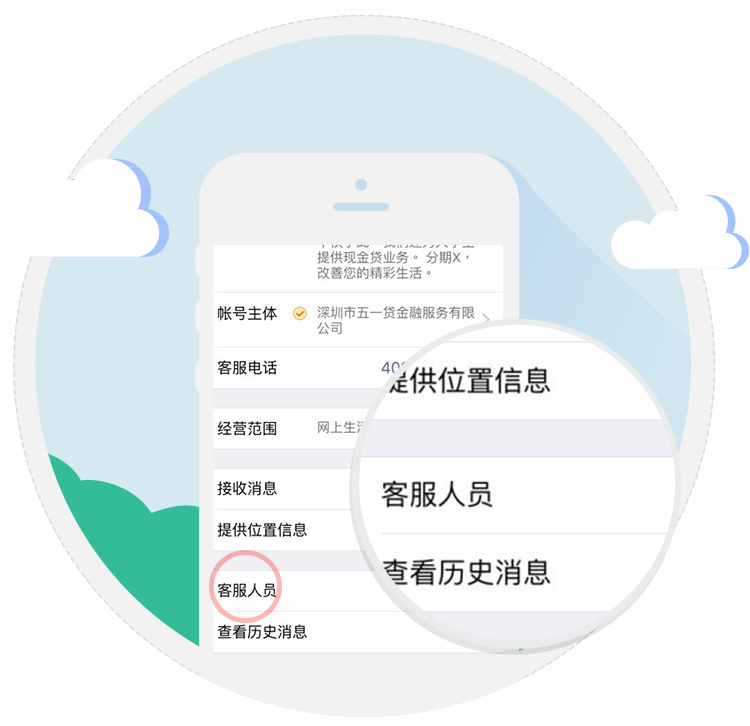 提供现金贷业务。 分期X，
改善您的精彩生活。
帐号主体
深圳市五一贷金融服务有限
公司
客服电话
40
经营范围
网上生
接收消息
提供位置信息
客服人员
查看历史消息
提供位置信息
客服人员
查看历史消息